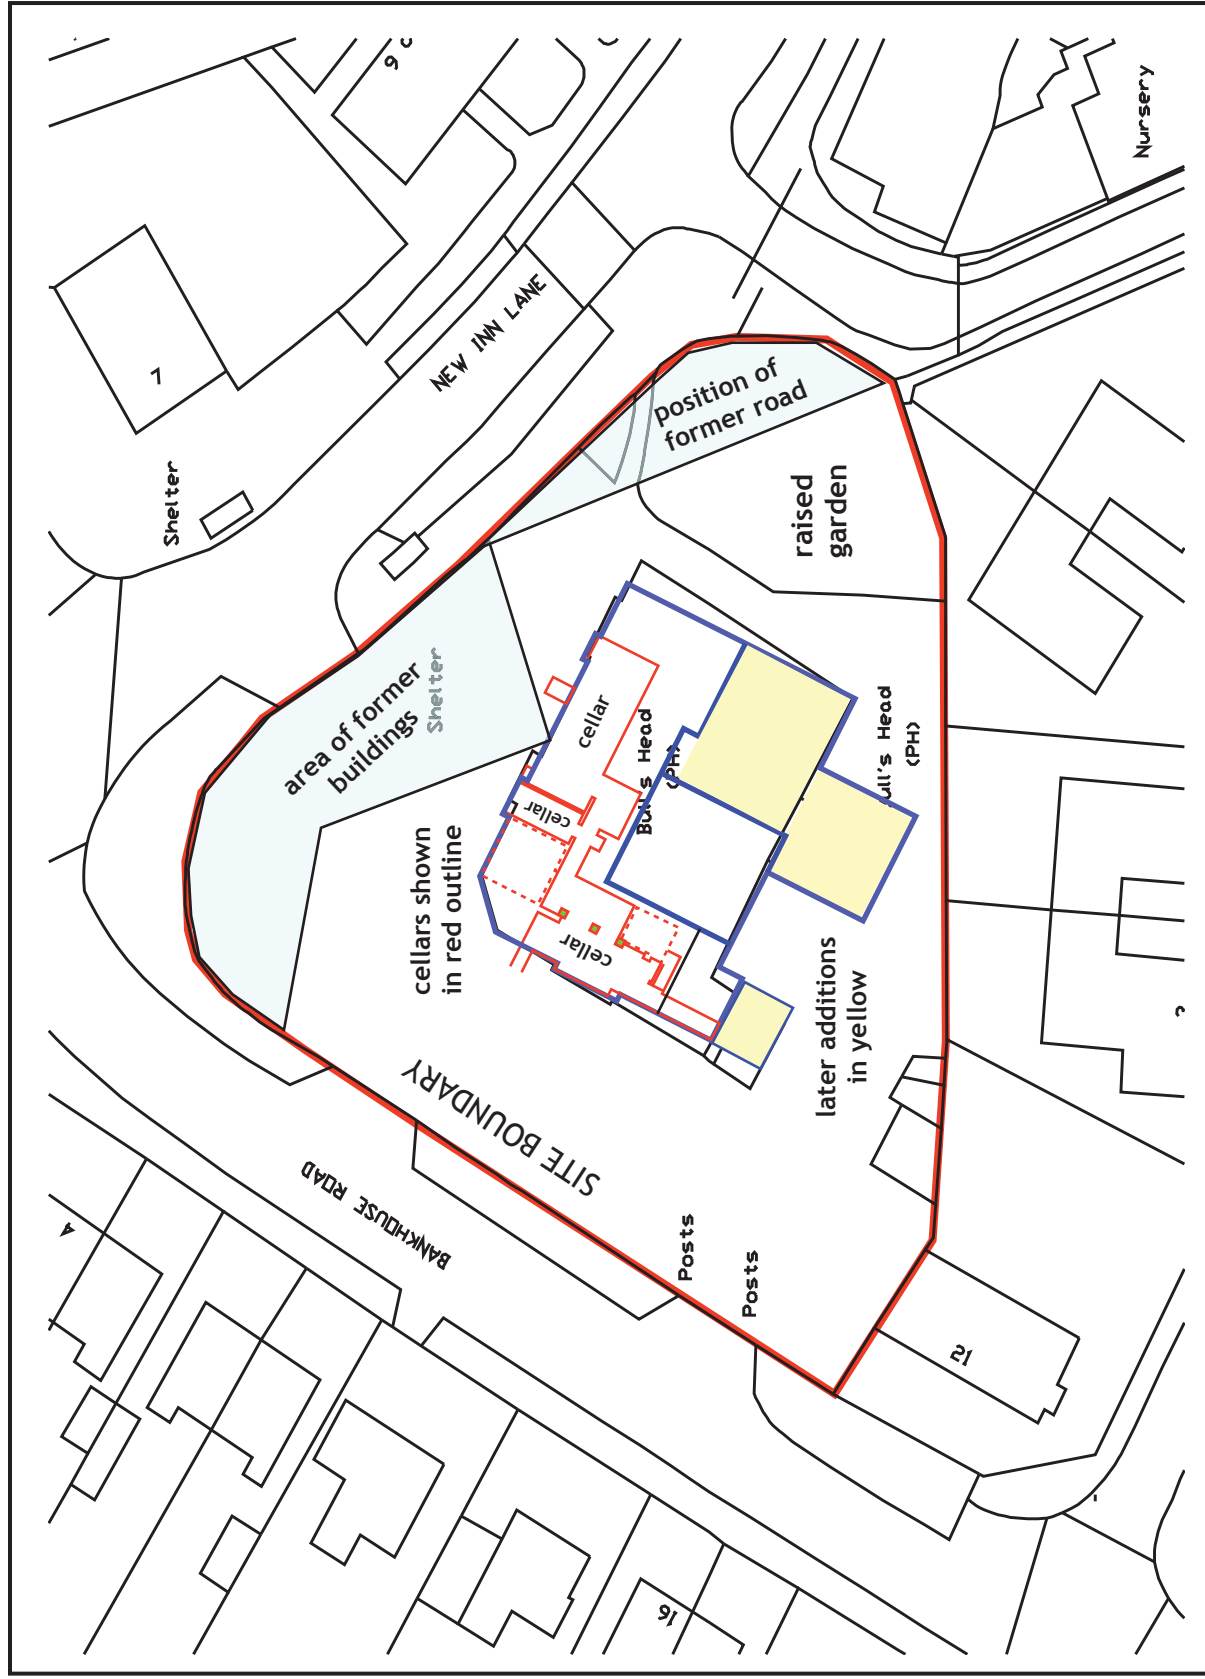 9
Nursery
NEW INN LANE
7
Shelter
position of
former road
raised
garden
area of former
buildings
Shelter
cellar
cellar
cellar
Bull's Head
(PH)
ull's Head
(PH)
cellars shown
in red outline
later additions
in yellow
SITE BOUNDARY
BANKHOUSE ROAD
4
Posts
Posts
21
16